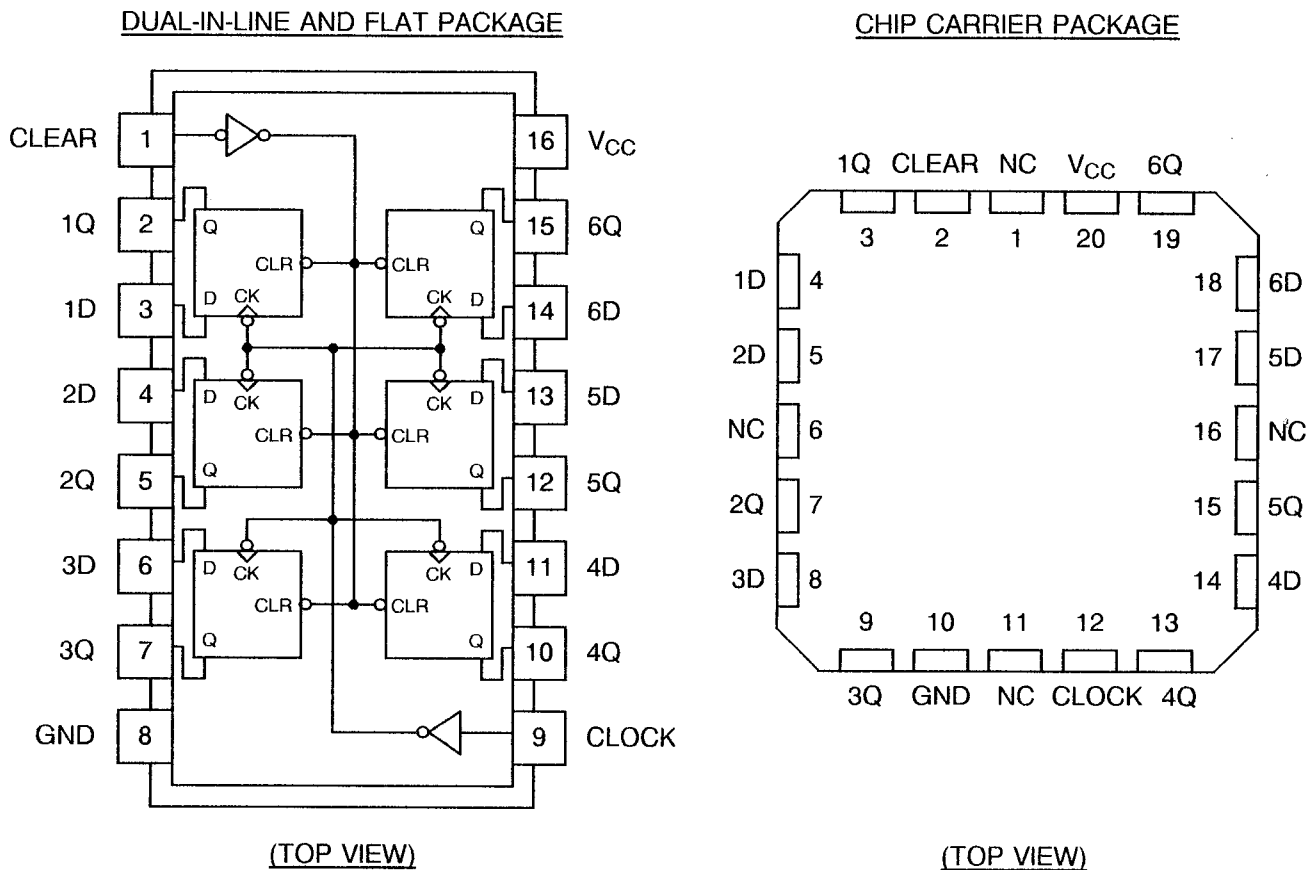 DUAL-IN-LINE AND FLAT PACKAGE
CLEAR 1 16 VCC
1Q 2 Q Q 15 6Q
CLR CLR
1D 3 D CK CK D 14 6D
2D 4 D CK CK D 13 5D
CLR CLR
2Q 5 Q Q 12 5Q
3D 6 D CK CK D 11 4D
CLR CLR
3Q 7 Q Q 10 4Q
GND 8 9 CLOCK
(TOP VIEW)
CHIP CARRIER PACKAGE
1Q CLEAR NC VCC 6Q
3 2 1 20 19
1D 4 18 6D
2D 5 17 5D
NC 6 16 NC
2Q 7 15 5Q
3D 8 14 4D
9 10 11 12 13
3Q GND NC CLOCK 4Q
(TOP VIEW)